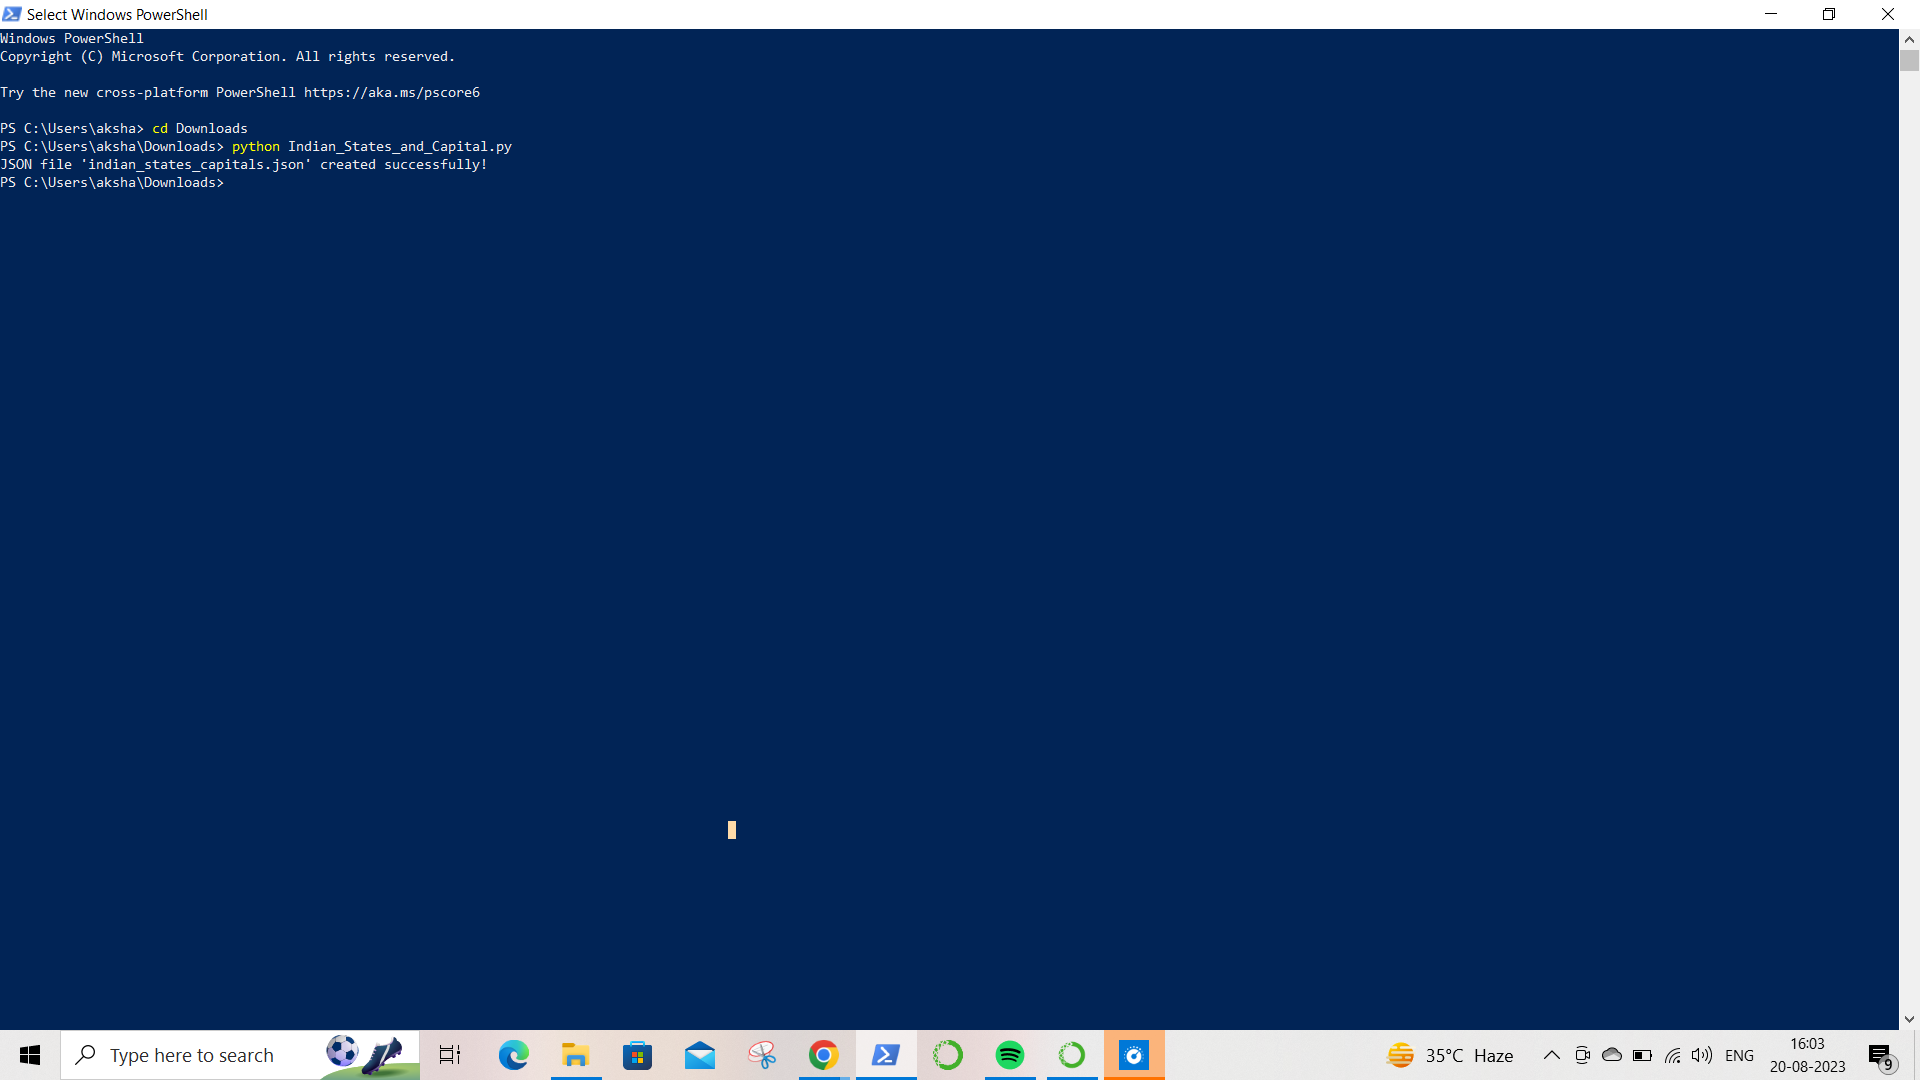 Select Windows PowerShell
Windows PowerShell
Copyright (C) Microsoft Corporation. All rights reserved.
Try the new cross-platform PowerShell https://aka.ms/pscore6
PS C:\Users\aksha> cd Downloads
PS C:\Users\aksha\Downloads> python Indian_States_and_Capital.py
JSON file 'indian_states_capitals.json' created successfully!
PS C:\Users\aksha\Downloads>
Type here to search
35°C Haze
ENG
16:03
20-08-2023
9